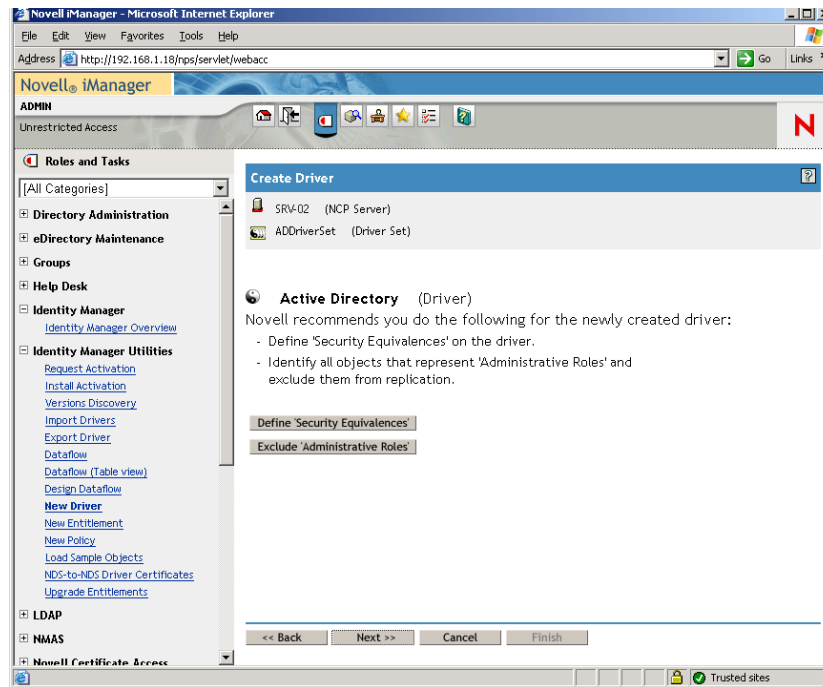 Novell iManager - Microsoft Internet Explorer
File Edit View Favorites Tools Help
Address http://192.168.1.18/nps/servlet/webacc Go Links
Novell® iManager
ADMIN
Unrestricted Access
N
Roles and Tasks
[All Categories]
Directory Administration
eDirectory Maintenance
Groups
Help Desk
Identity Manager
Identity Manager Overview
Identity Manager Utilities
Request Activation
Install Activation
Versions Discovery
Import Drivers
Export Driver
Dataflow
Dataflow (Table view)
Design Dataflow
New Driver
New Entitlement
New Policy
Load Sample Objects
NDS-to-NDS Driver Certificates
Upgrade Entitlements
LDAP
NMAS
Novell Certificate Access
Create Driver ?
SRV-02 (NCP Server)
ADDriverSet (Driver Set)
Active Directory (Driver)
Novell recommends you do the following for the newly created driver:
- Define 'Security Equivalences' on the driver.
- Identify all objects that represent 'Administrative Roles' and
exclude them from replication.
Define 'Security Equivalences'
Exclude 'Administrative Roles'
<< Back Next >> Cancel Finish
Trusted sites